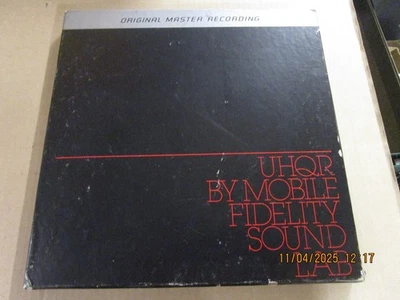 ORIGINAL MASTER RECORDING
UHQR
BY MOBILE
FIDELITY
SOUND
LAB
11/04/2025 12:17